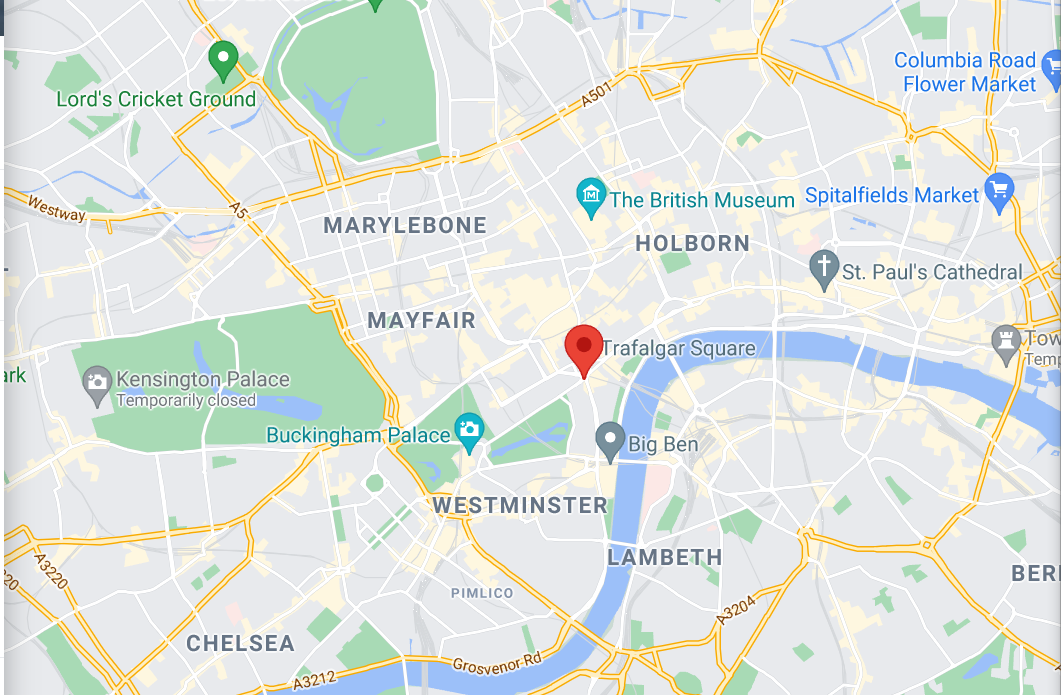 Columbia Road
Flower Market
Lord's Cricket Ground
A501
The British Museum
Spitalfields Market
Westway
A5
MARYLEBONE
HOLBORN
St. Paul's Cathedral
MAYFAIR
Trafalgar Square
Tow
Temp
ark
Kensington Palace
Temporarily closed
Buckingham Palace
Big Ben
WESTMINSTER
LAMBETH
A3220
220
BERI
PIMLICO
A3204
CHELSEA
Grosvenor Rd
A3212